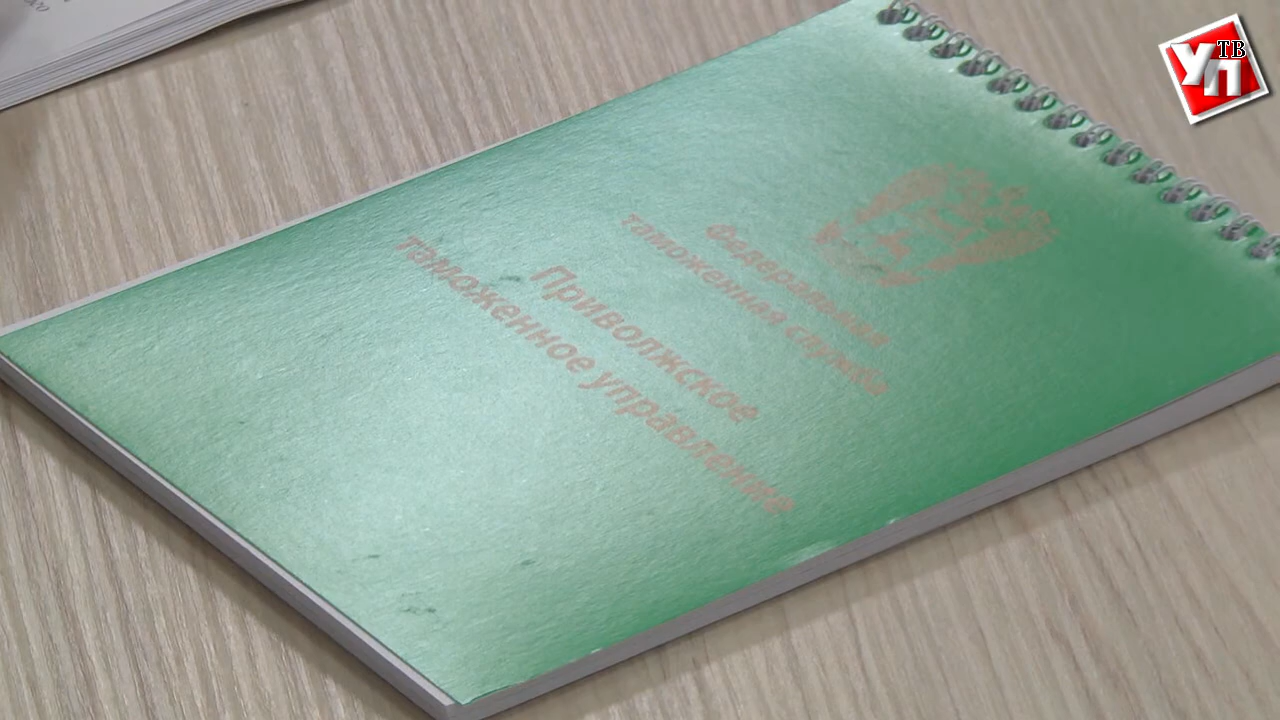 Федеральная
таможенная служба
Приволжское
таможенное управление
УП
ТВ